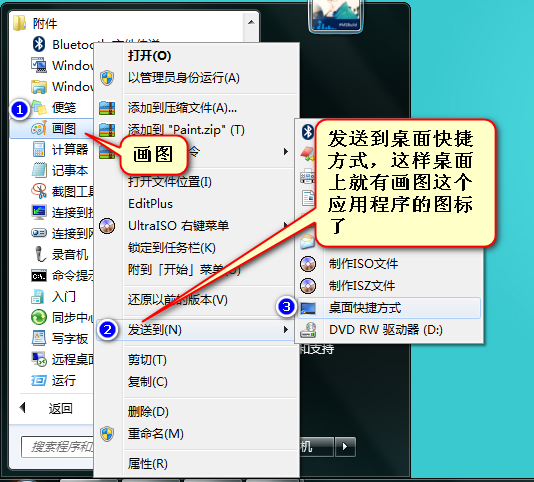 附件
Bluetooth 文件传送
Window
Window
① 便笺
画图
计算器
记事本
截图工具
连接到投
连接到网
录音机
命令提示
入门
同步中心
写字板
远程桌面
运行
返回
搜索程序和
打开(O)
以管理员身份运行(A)
添加到压缩文件(A)...
添加到 "Paint.zip" (T)
令
打开文件位置(I)
EditPlus
UltraISO 右键菜单
锁定到任务栏(K)
附到「开始」菜单(U)
还原以前的版本(V)
② 发送到(N)
剪切(T)
复制(C)
删除(D)
重命名(M)
属性(R)
画图
发送到桌面快捷
方式，这样桌面
上就有画图这个
应用程序的图标
了
制作ISO文件
制作ISZ文件
③ 桌面快捷方式
DVD RW 驱动器 (D:)
和支持
机